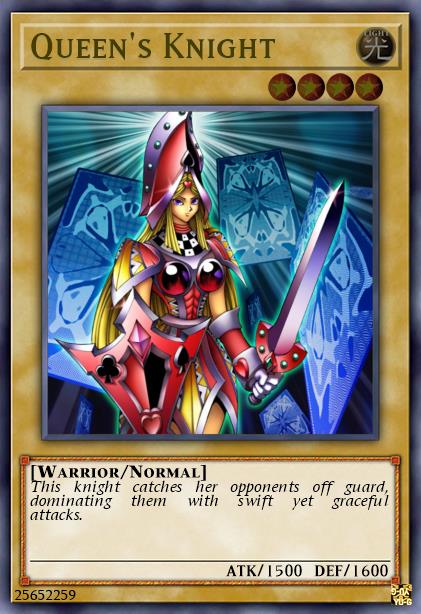 QUEEN'S KNIGHT
LIGHT
光
[WARRIOR/NORMAL]
This knight catches her opponents off guard,
dominating them with swift yet graceful
attacks.
ATK/1500 DEF/1600
25652259